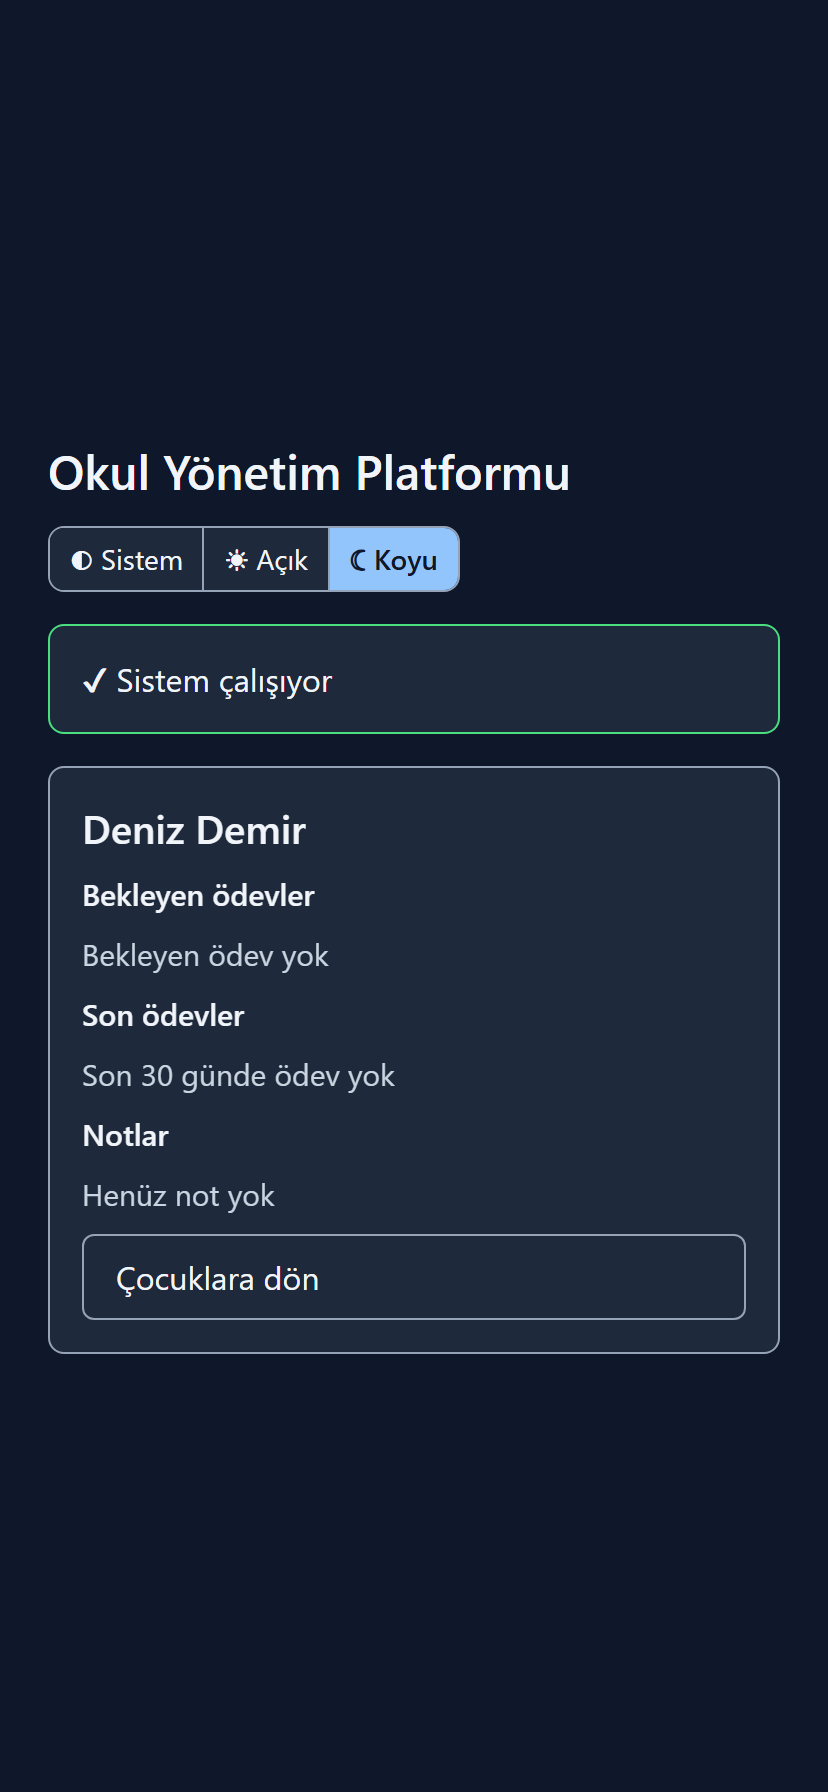 Okul Yönetim Platformu
◐ Sistem ☀ Açık ☾ Koyu
✓ Sistem çalışıyor
Deniz Demir
Bekleyen ödevler
Bekleyen ödev yok
Son ödevler
Son 30 günde ödev yok
Notlar
Henüz not yok
Çocuklara dön